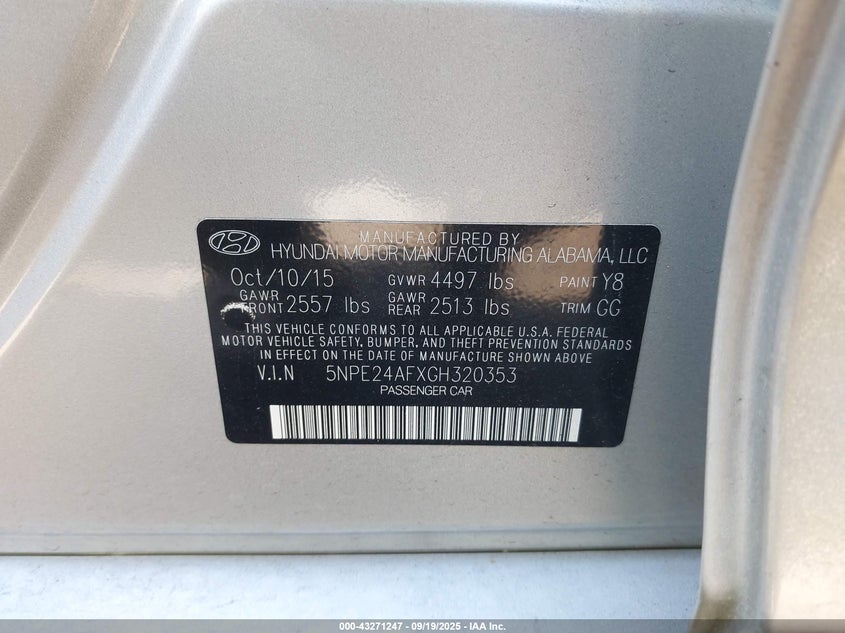 MANUFACTURED BY
HYUNDAI MOTOR MANUFACTURING ALABAMA, LLC
Oct/10/15 GVWR 4497 lbs PAINT Y8
GAWR FRONT 2557 lbs GAWR REAR 2513 lbs TRIM GG
THIS VEHICLE CONFORMS TO ALL APPLICABLE U.S.A. FEDERAL
MOTOR VEHICLE SAFETY, BUMPER, AND THEFT PREVENTION STANDARDS
IN EFFECT ON THE DATE OF MANUFACTURE SHOWN ABOVE
V.I.N 5NPE24AFXGH320353
PASSENGER CAR
000-43271247 - 09/19/2025 - IAA Inc.